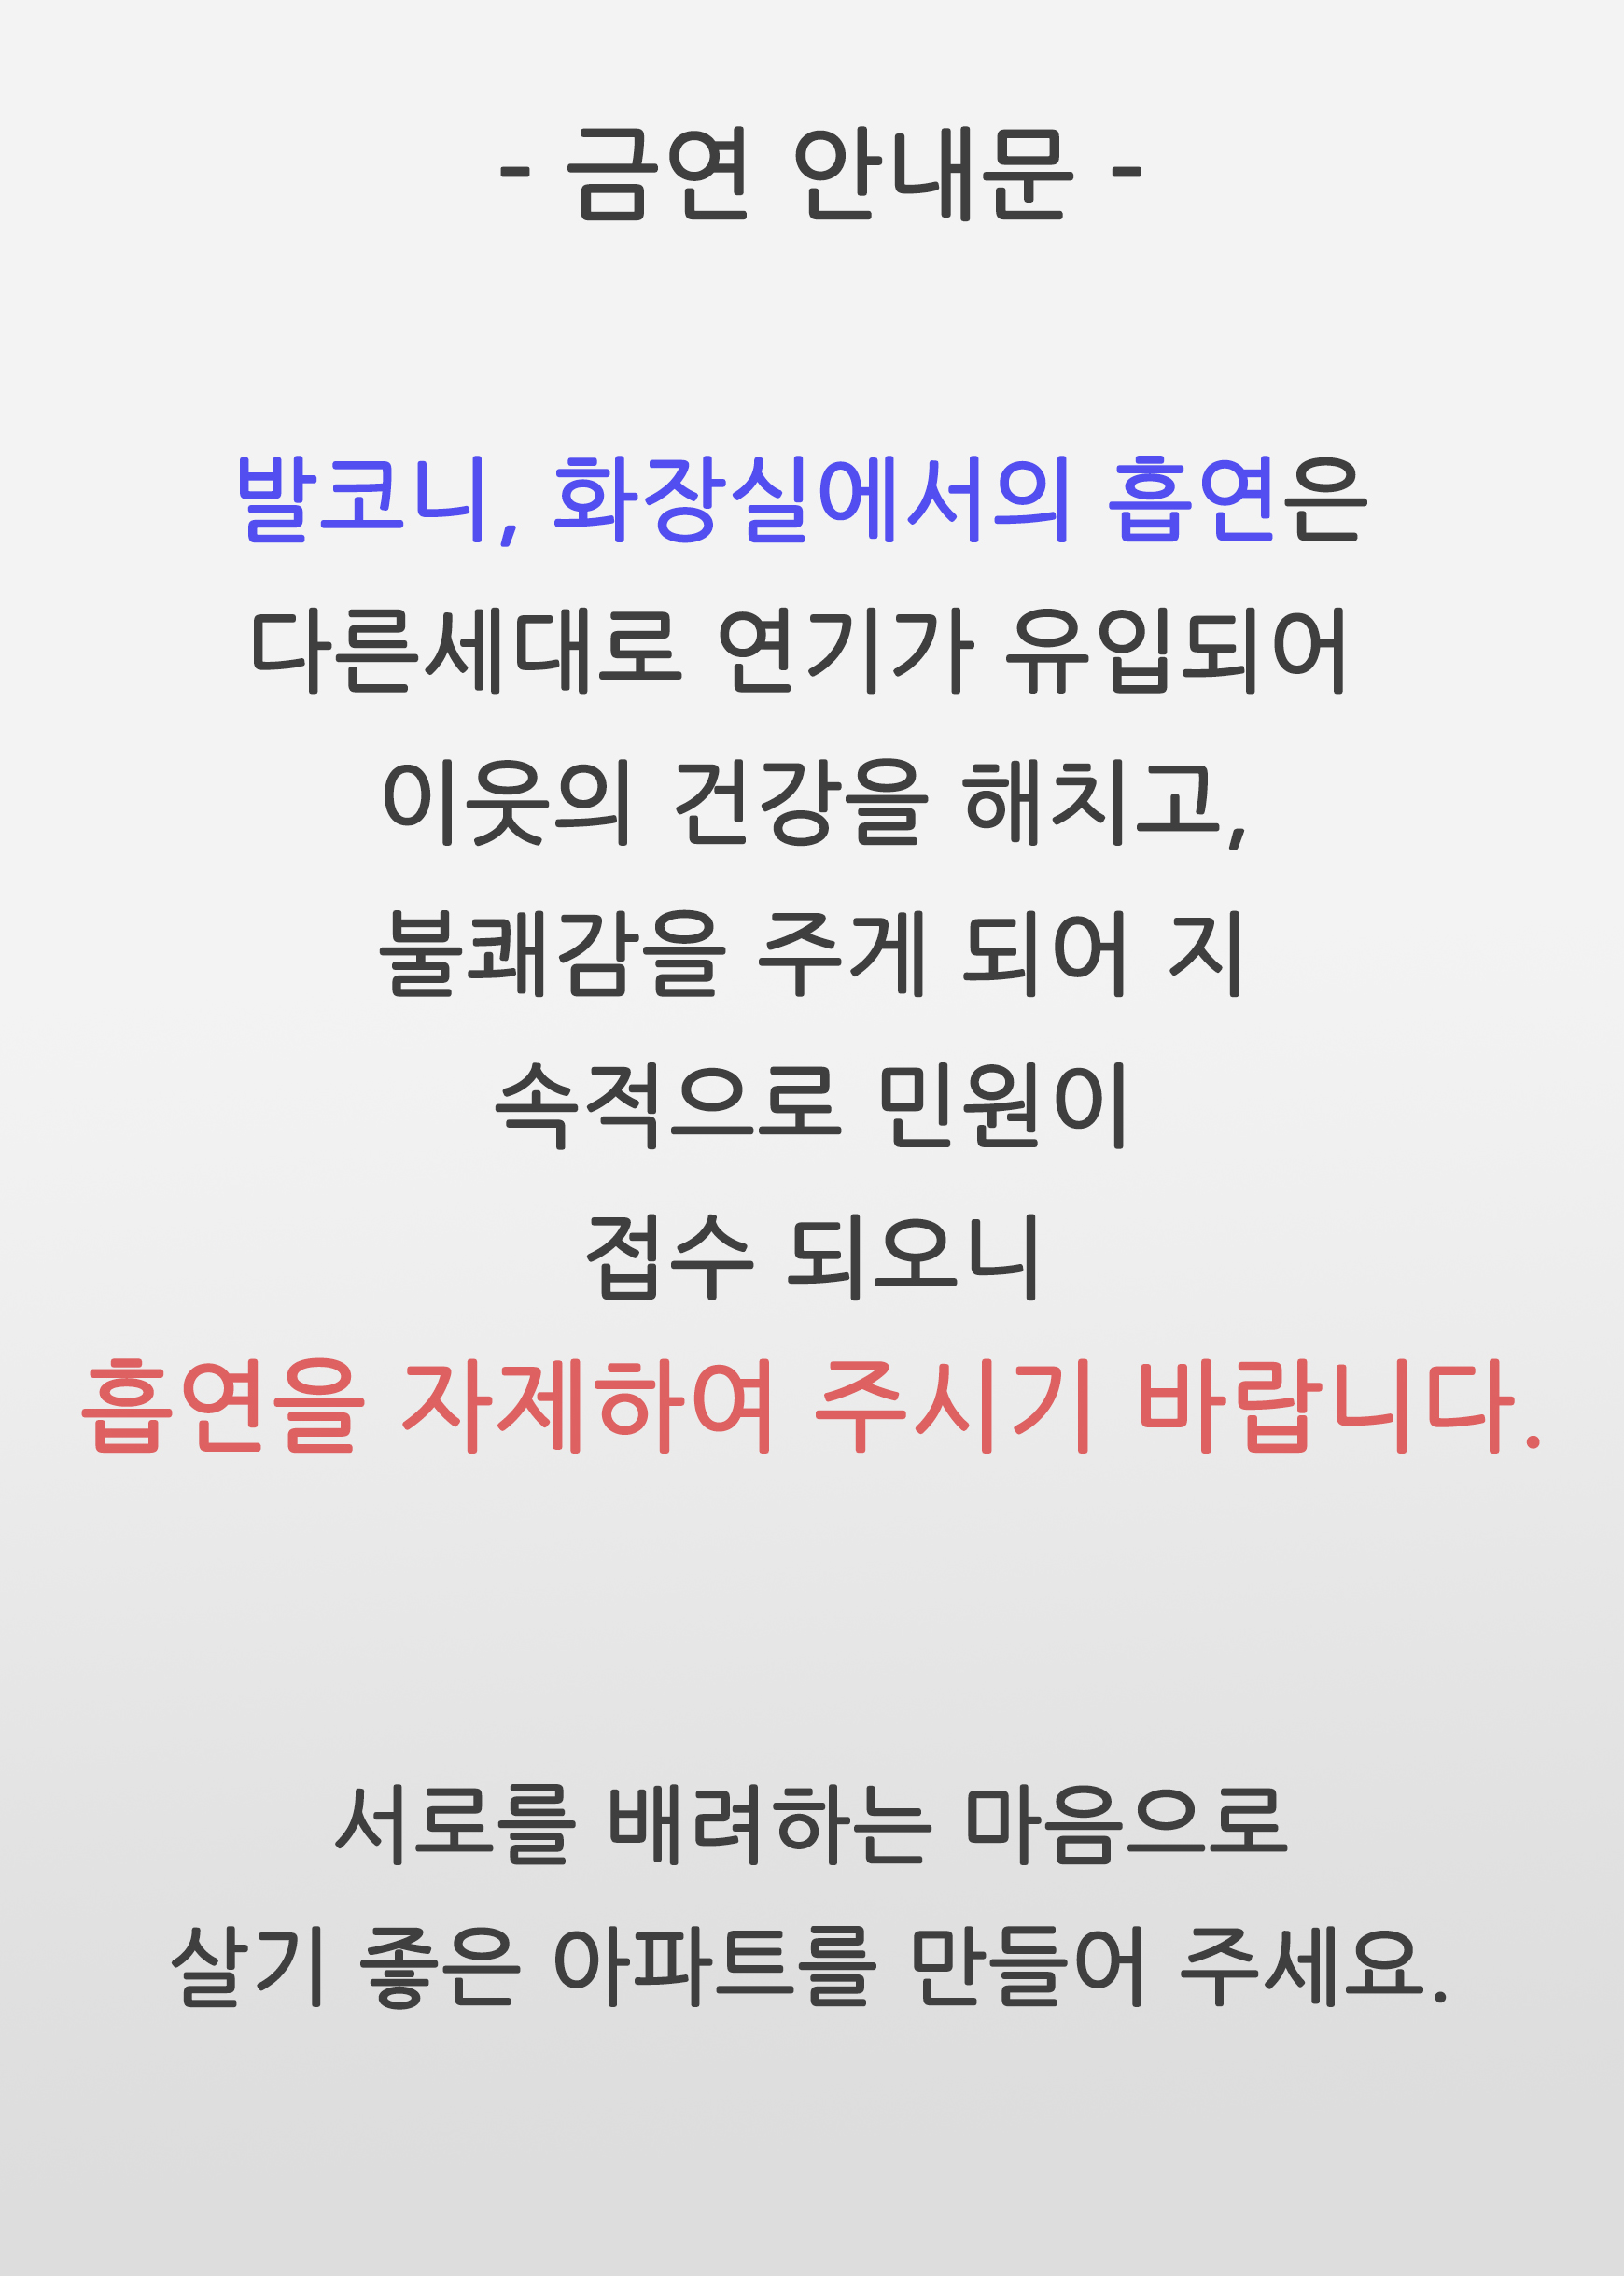 - 금연 안내문 -
발코니, 화장실에서의 흡연은
다른세대로 연기가 유입되어
이웃의 건강을 해치고,
불쾌감을 주게 되어 지
속적으로 민원이
접수 되오니
흡연을 자제하여 주시기 바랍니다.
서로를 배려하는 마음으로
살기 좋은 아파트를 만들어 주세요.